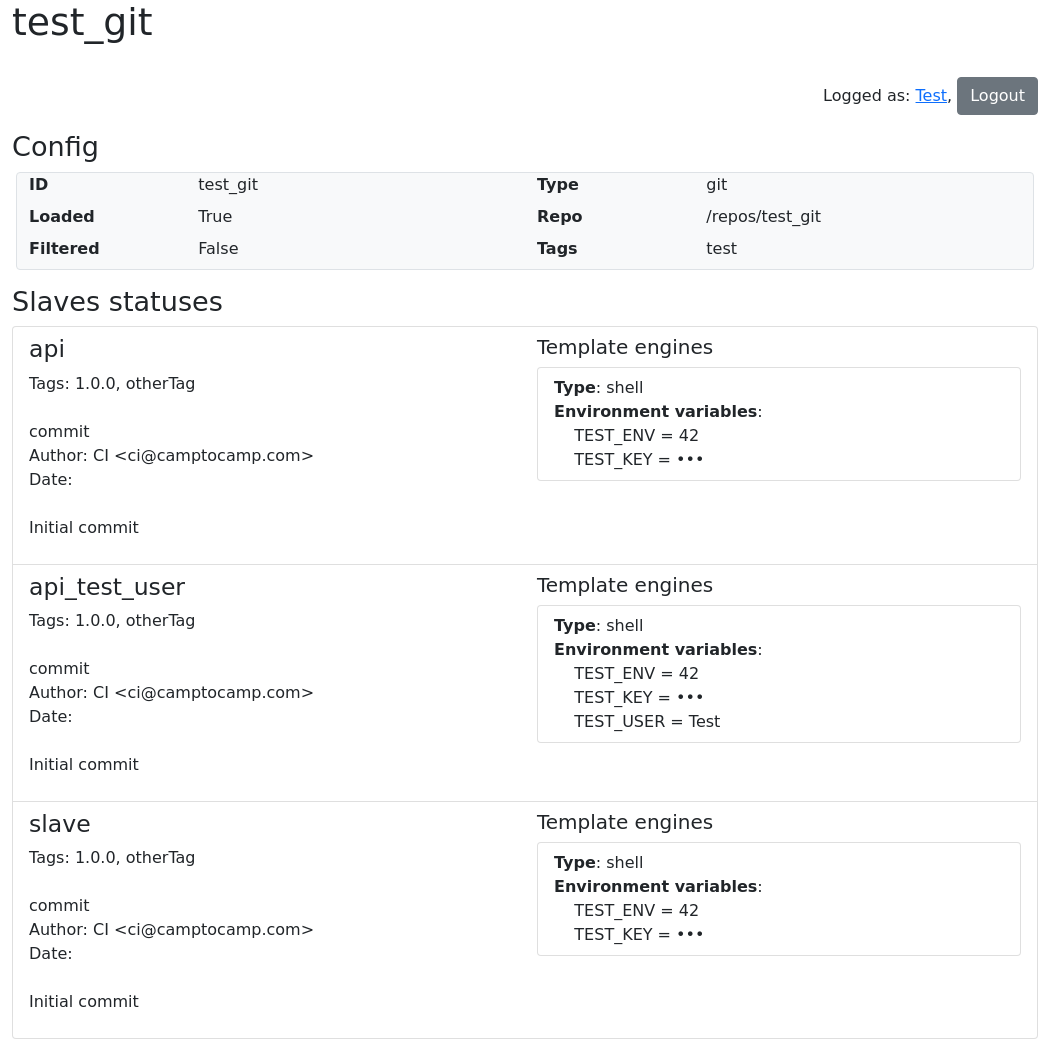 test_git
Logged as: Test, Logout
Config
ID test_git Type git
Loaded True Repo /repos/test_git
Filtered False Tags test
Slaves statuses
api
Tags: 1.0.0, otherTag
commit
Author: CI <ci@camptocamp.com>
Date:
Initial commit
Template engines
Type: shell
Environment variables:
TEST_ENV = 42
TEST_KEY = •••
api_test_user
Tags: 1.0.0, otherTag
commit
Author: CI <ci@camptocamp.com>
Date:
Initial commit
Template engines
Type: shell
Environment variables:
TEST_ENV = 42
TEST_KEY = •••
TEST_USER = Test
slave
Tags: 1.0.0, otherTag
commit
Author: CI <ci@camptocamp.com>
Date:
Initial commit
Template engines
Type: shell
Environment variables:
TEST_ENV = 42
TEST_KEY = •••